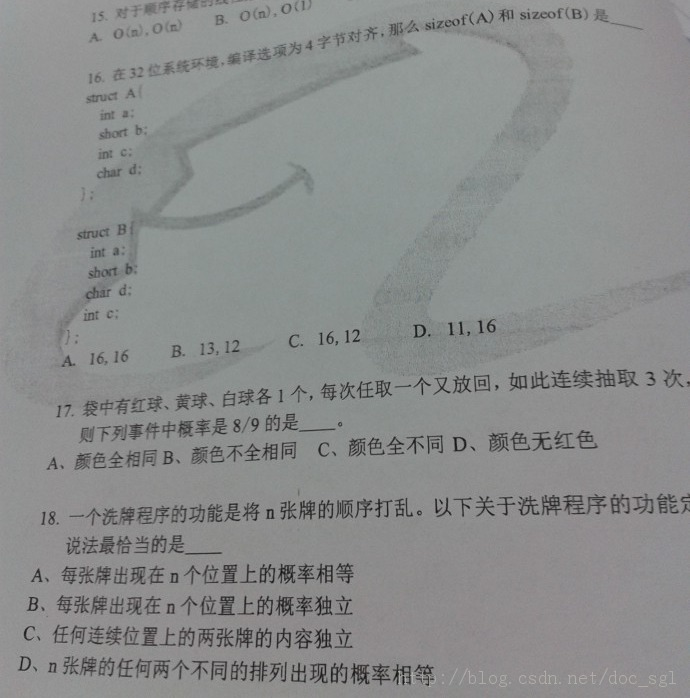 15. 对于顺序存储的线性
A. O(n), O(n) B. O(n), O(1)
16. 在 32 位系统环境,编译选项为 4 字节对齐,那么 sizeof(A) 和 sizeof(B) 是____
struct A{
int a;
short b;
int c;
char d;
};
struct B{
int a;
short b;
char d;
int c;
};
A. 16, 16 B. 13, 12 C. 16, 12 D. 11, 16
17. 袋中有红球、黄球、白球各 1 个，每次任取一个又放回，如此连续抽取 3 次，
则下列事件中概率是 8/9 的是____。
A、颜色全相同 B、颜色不全相同 C、颜色全不同 D、颜色无红色
18. 一个洗牌程序的功能是将 n 张牌的顺序打乱。以下关于洗牌程序的功能定
说法最恰当的是____
A、每张牌出现在 n 个位置上的概率相等
B、每张牌出现在 n 个位置上的概率独立
C、任何连续位置上的两张牌的内容独立
D、n 张牌的任何两个不同的排列出现的概率相等
http://blog.csdn.net/doc_sgl